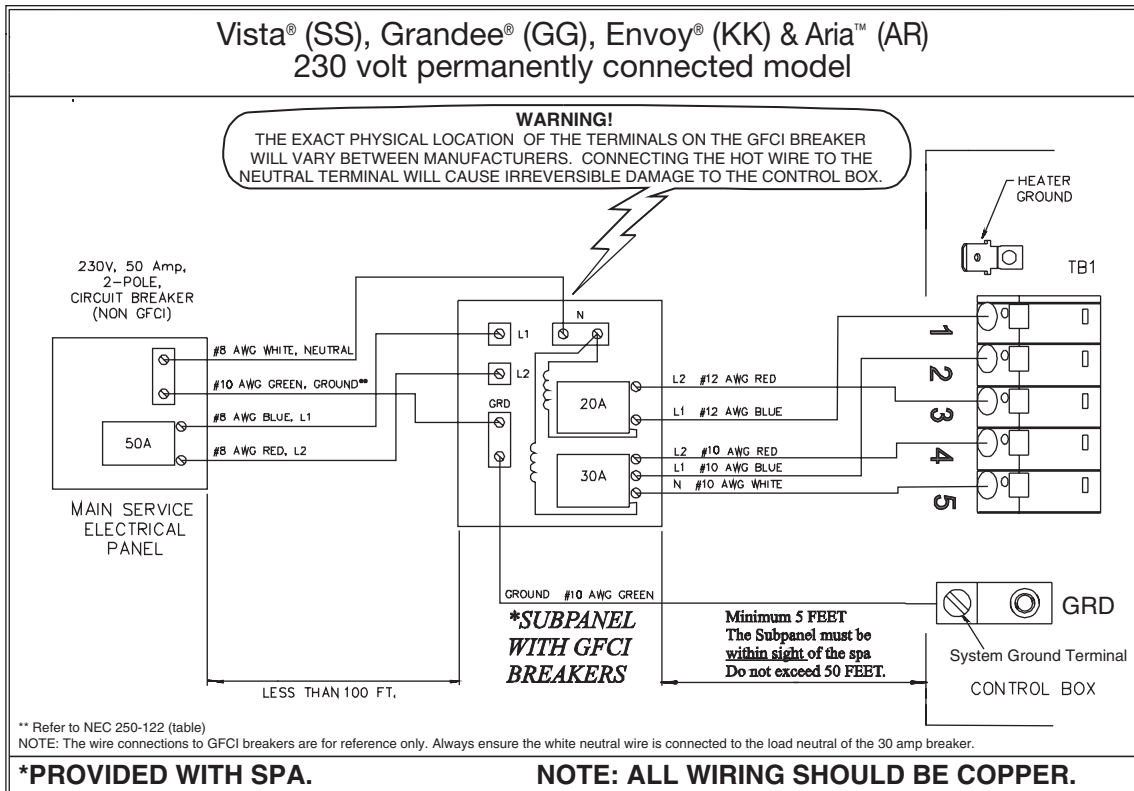 Vista® (SS), Grandee® (GG), Envoy® (KK) & Aria™ (AR)
230 volt permanently connected model
WARNING!
THE EXACT PHYSICAL LOCATION OF THE TERMINALS ON THE GFCI BREAKER
WILL VARY BETWEEN MANUFACTURERS. CONNECTING THE HOT WIRE TO THE
NEUTRAL TERMINAL WILL CAUSE IRREVERSIBLE DAMAGE TO THE CONTROL BOX.
HEATER
GROUND
TB1
230V, 50 Amp,
2-POLE,
CIRCUIT BREAKER
(NON GFCI)
#8 AWG WHITE, NEUTRAL
#10 AWG GREEN, GROUND**
#8 AWG BLUE, L1
#8 AWG RED, L2
50A
MAIN SERVICE
ELECTRICAL
PANEL
L1
N
L2
GRD
20A
30A
L2 #12 AWG RED
L1 #12 AWG BLUE
L2 #10 AWG RED
L1 #10 AWG BLUE
N #10 AWG WHITE
1
2
3
4
5
GROUND #10 AWG GREEN
*SUBPANEL
WITH GFCI
BREAKERS
Minimum 5 FEET
The Subpanel must be
within sight of the spa
Do not exceed 50 FEET.
GRD
System Ground Terminal
CONTROL BOX
LESS THAN 100 FT.
** Refer to NEC 250-122 (table)
NOTE: The wire connections to GFCI breakers are for reference only. Always ensure the white neutral wire is connected to the load neutral of the 30 amp breaker.
*PROVIDED WITH SPA.
NOTE: ALL WIRING SHOULD BE COPPER.